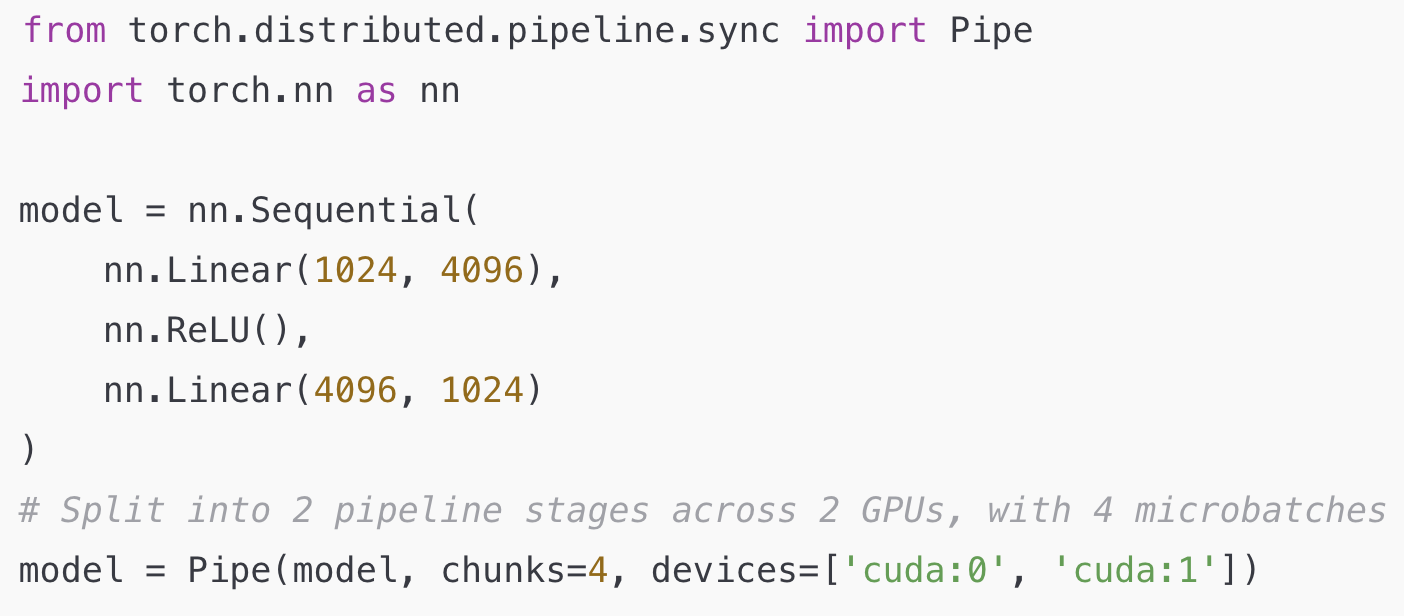 from torch.distributed.pipeline.sync import Pipe
import torch.nn as nn

model = nn.Sequential(
    nn.Linear(1024, 4096),
    nn.ReLU(),
    nn.Linear(4096, 1024)
)
# Split into 2 pipeline stages across 2 GPUs, with 4 microbatches
model = Pipe(model, chunks=4, devices=['cuda:0', 'cuda:1'])